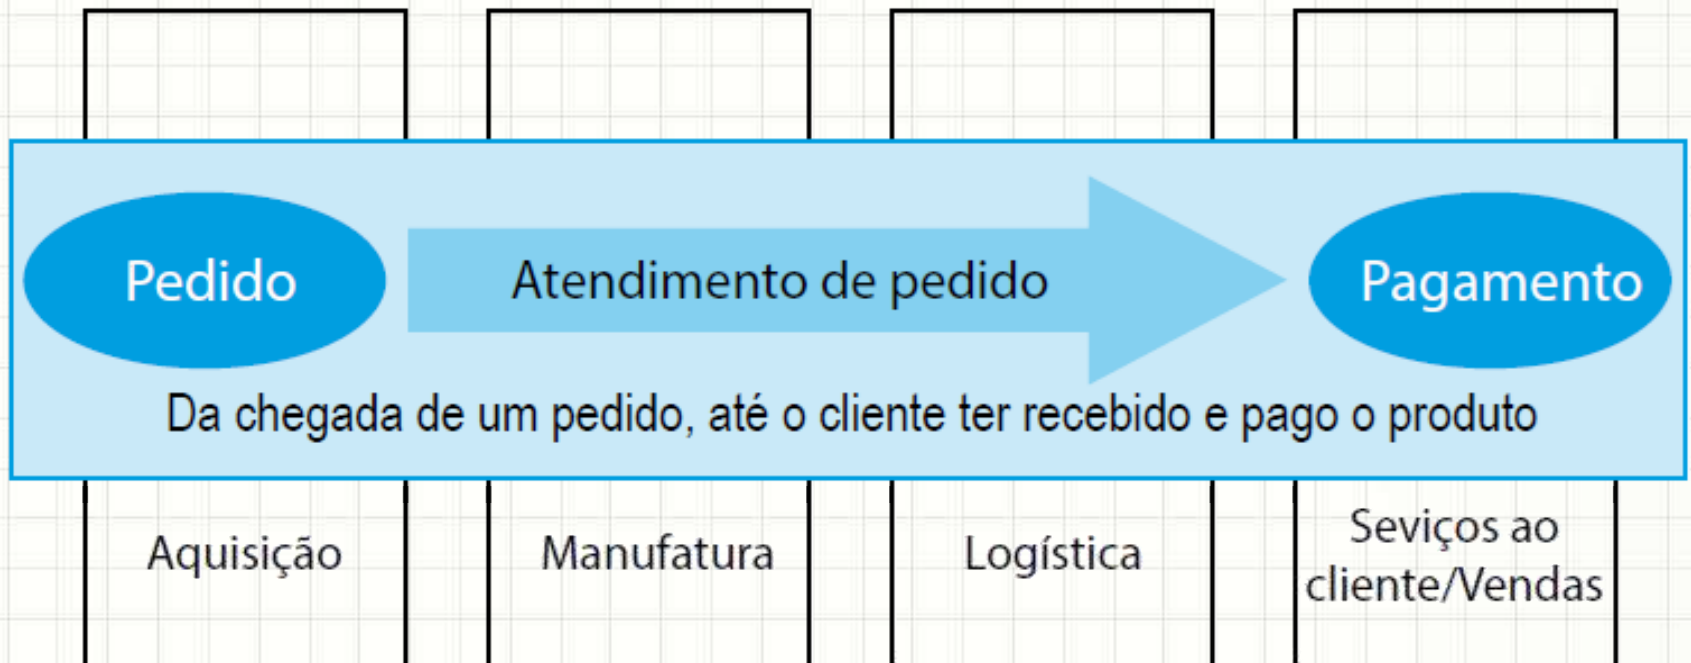 Pedido
Atendimento de pedido
Pagamento
Da chegada de um pedido, até o cliente ter recebido e pago o produto
Aquisição
Manufatura
Logística
Seviços ao
cliente/Vendas